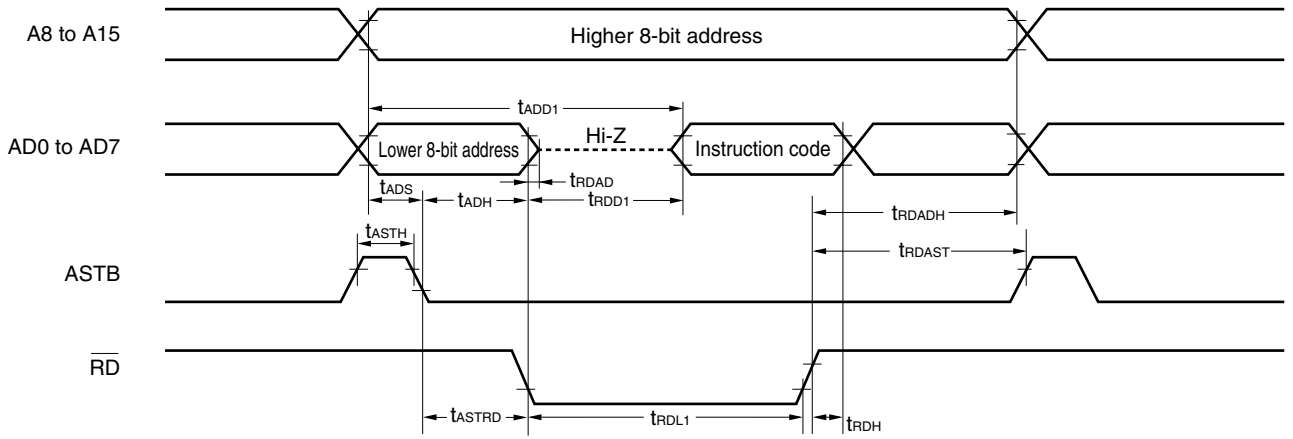 A8 to A15
Higher 8-bit address
tADD1
AD0 to AD7
Lower 8-bit address
Hi-Z
Instruction code
tRDAD
tADS
tADH
tRDD1
tRDADH
tASTH
tRDAST
ASTB
RD
tASTRD
tRDL1
tRDH